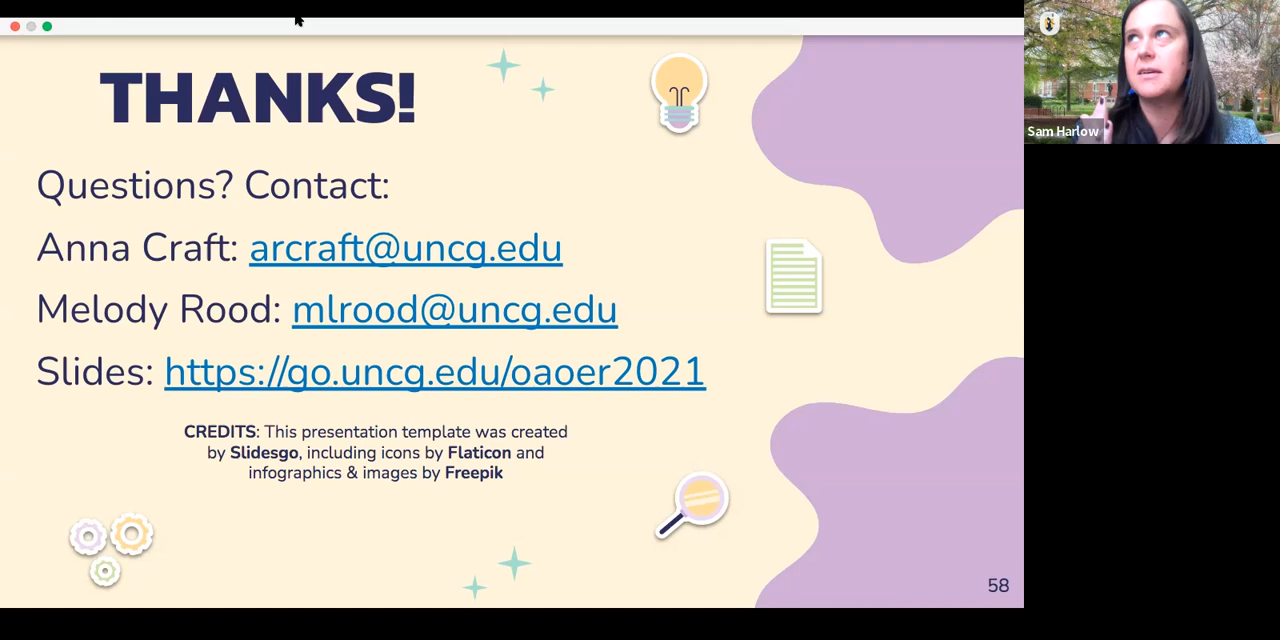 THANKS!
Questions? Contact:
Anna Craft: arcraft@uncg.edu
Melody Rood: mlrood@uncg.edu
Slides: https://go.uncg.edu/oaoer2021
CREDITS: This presentation template was created
by Slidesgo, including icons by Flaticon and
infographics & images by Freepik
58
Sam Harlow